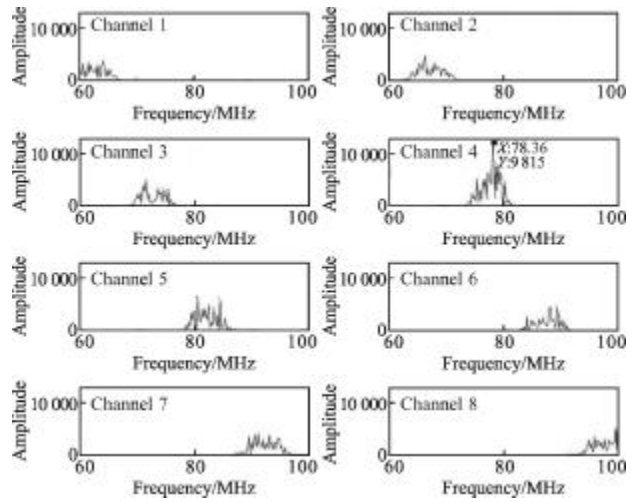 Amplitude
10 000
0
Channel 1
60
80
100
Frequency/MHz
Amplitude
10 000
0
Channel 2
60
80
100
Frequency/MHz
Amplitude
10 000
0
Channel 3
60
80
100
Frequency/MHz
Amplitude
10 000
0
Channel 4
X:78.36
Y:9 815
60
80
100
Frequency/MHz
Amplitude
10 000
0
Channel 5
60
80
100
Frequency/MHz
Amplitude
10 000
0
Channel 6
60
80
100
Frequency/MHz
Amplitude
10 000
0
Channel 7
60
80
100
Frequency/MHz
Amplitude
10 000
0
Channel 8
60
80
100
Frequency/MHz